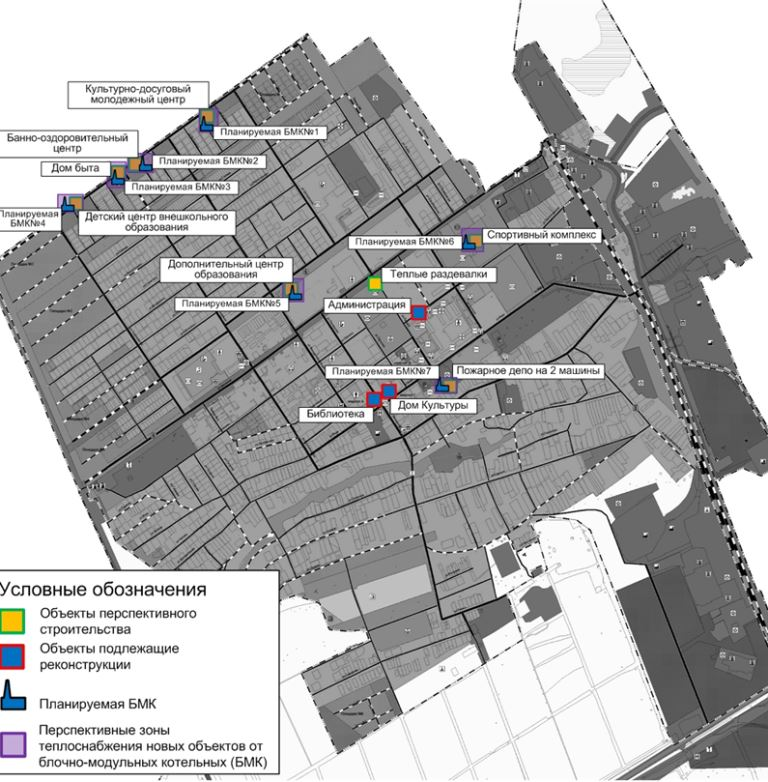 Культурно-досуговый
молодежный центр
Планируемая БМК№1
Банно-оздоровительный
центр
Планируемая БМК№2
Дом быта
Планируемая БМК№3
Планируемая
БМК№4
Детский центр внешкольного
образования
Спортивный комплекс
Планируемая БМК№6
Дополнительный центр
образования
Теплые раздевалки
Планируемая БМК№5
Администрация
Планируемая БМК№7
Пожарное депо на 2 машины
Библиотека
Дом Культуры
Условные обозначения
Объекты перспективного
строительства
Объекты подлежащие
реконструкции
Планируемая БМК
Перспективные зоны
теплоснабжения новых объектов от
блочно-модульных котельных (БМК)